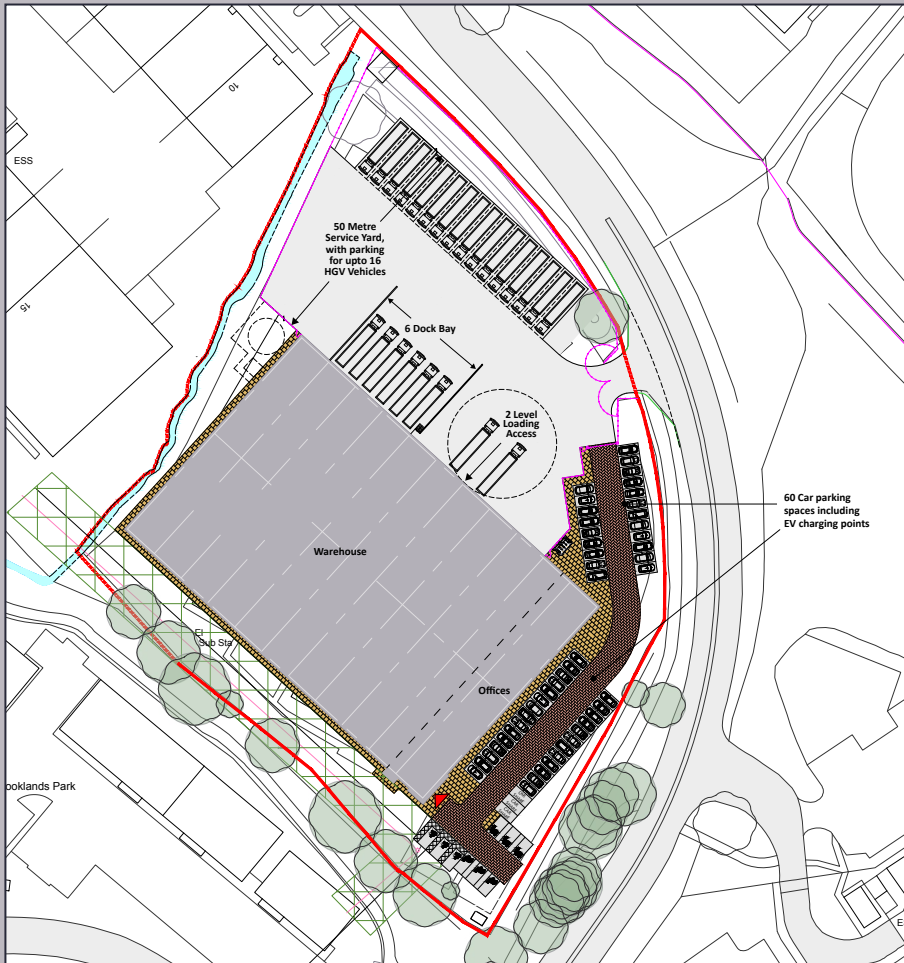 10
ESS
50 Metre
Service Yard,
with parking
for upto 16
HGV Vehicles
15
6 Dock Bay
2 Level
Loading
Access
60 Car parking
spaces including
EV charging points
Warehouse
El
Sub Sta
Offices
ooklands Park
E